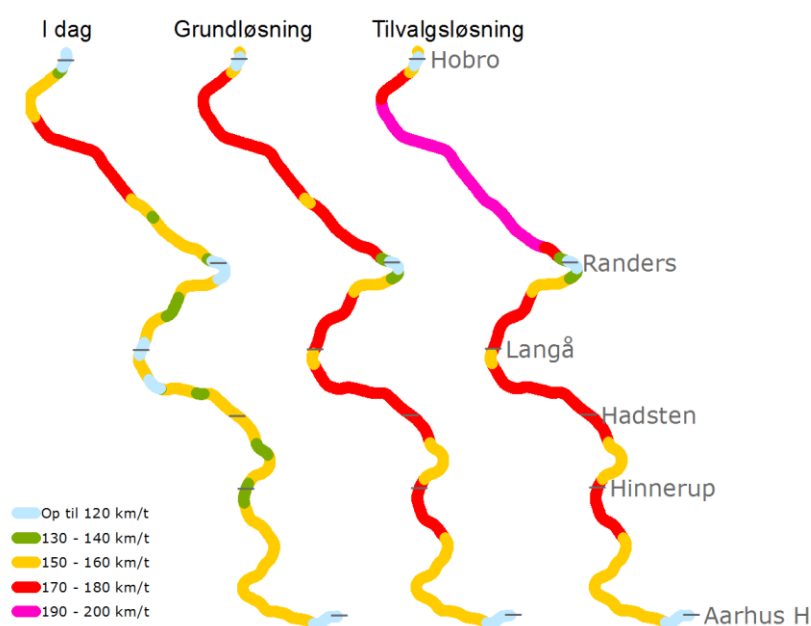 I dag
Grundløsning
Tilvalgsløsning
Hobro
Randers
Langå
Hadsten
Hinnerup
Aarhus H
Op til 120 km/t
130 - 140 km/t
150 - 160 km/t
170 - 180 km/t
190 - 200 km/t